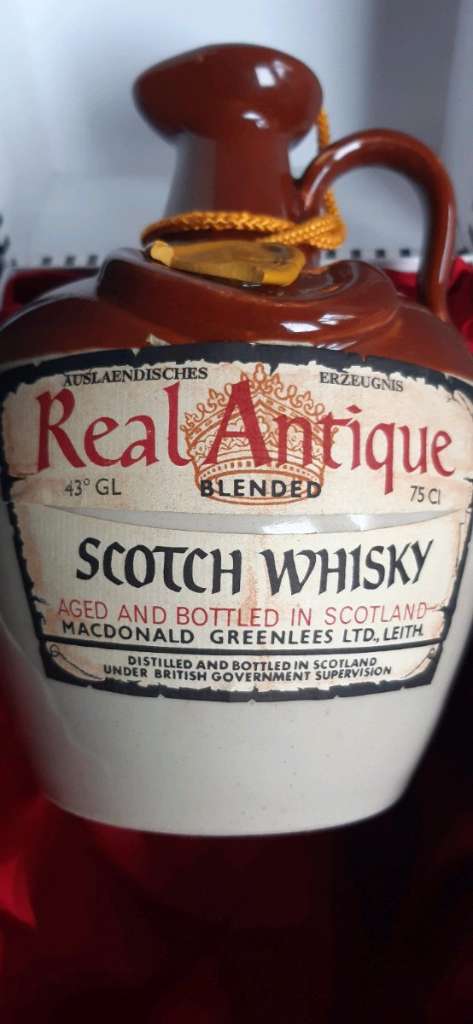 AUSLAENDISCHES ERZEUGNIS
Real Antique
43° GL BLENDED 75 Cl
SCOTCH WHISKY
AGED AND BOTTLED IN SCOTLAND
MACDONALD GREENLEES LTD., LEITH.
DISTILLED AND BOTTLED IN SCOTLAND
UNDER BRITISH GOVERNMENT SUPERVISION